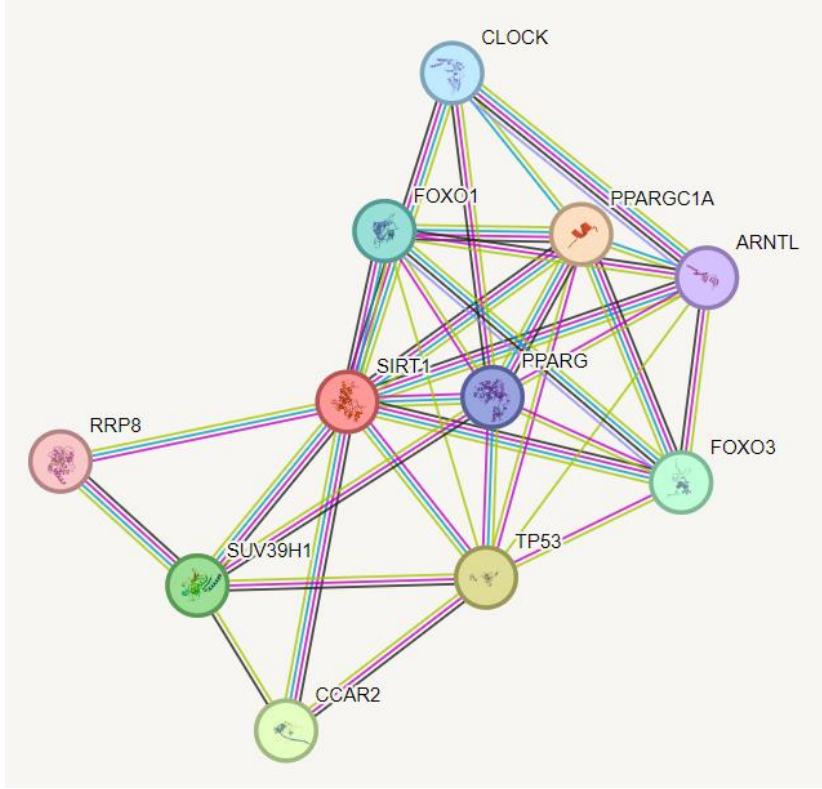 CLOCK
FOXO1
PPARGC1A
ARNTL
SIRT1
PPARG
RRP8
FOXO3
SUV39H1
TP53
CCAR2